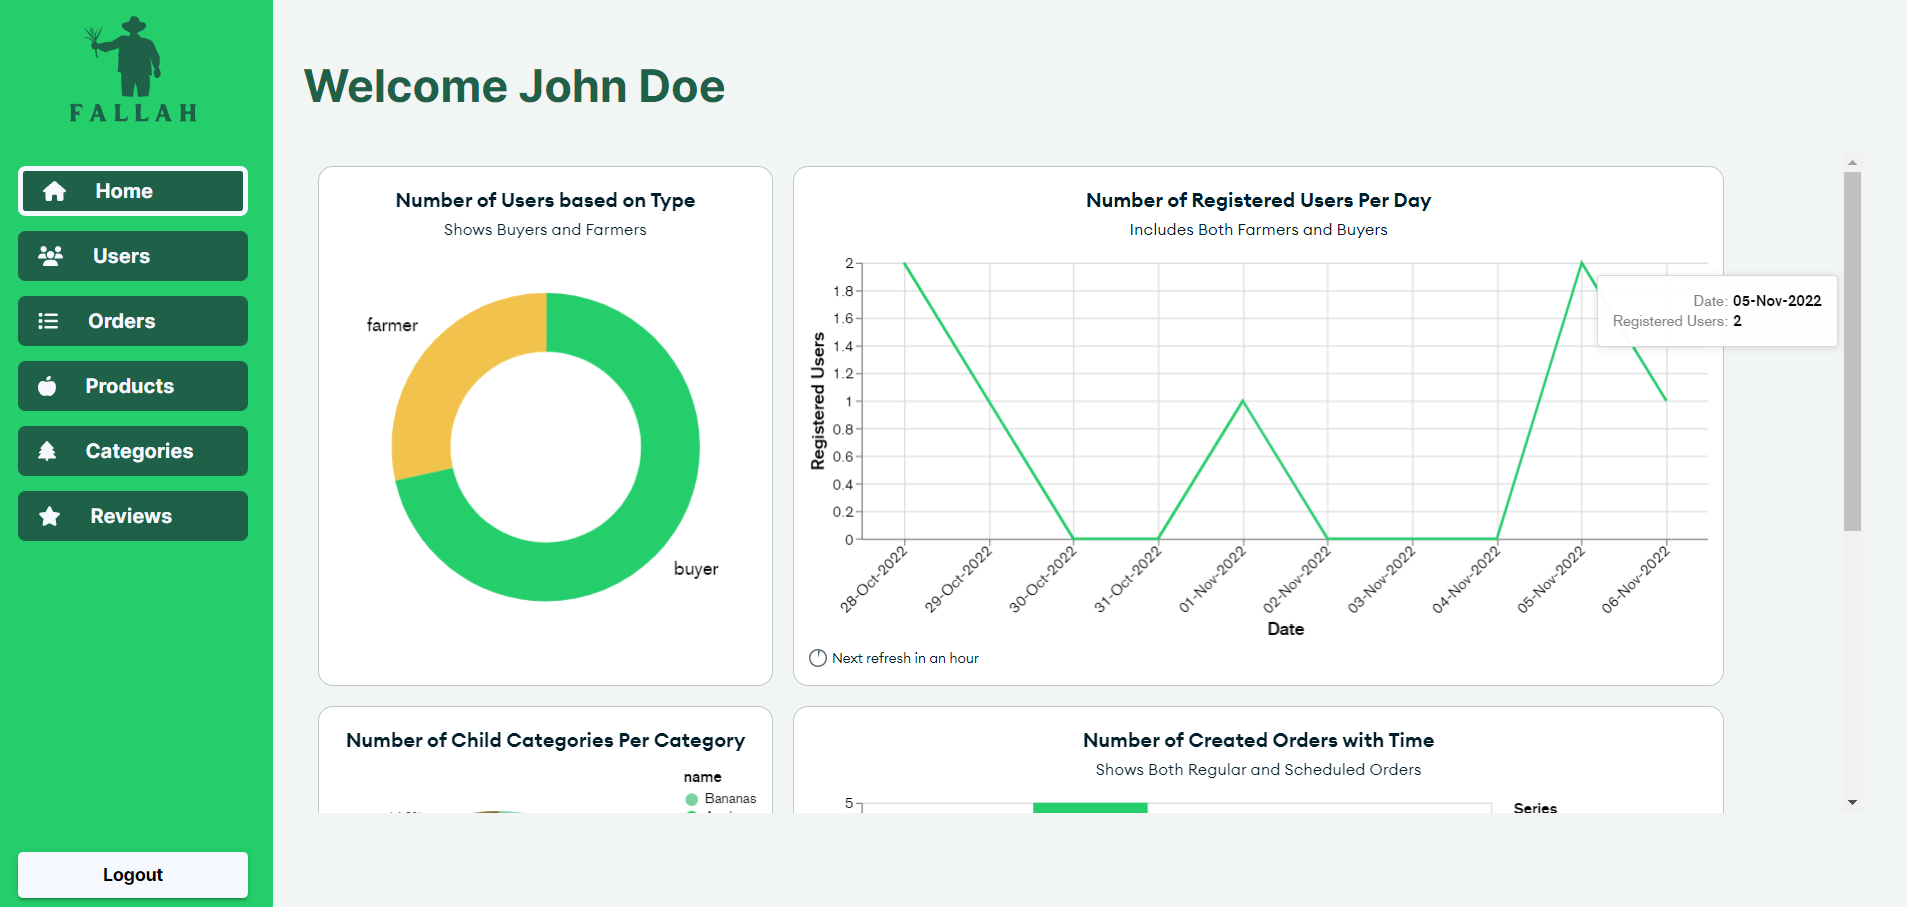 FALLAH
Home
Users
Orders
Products
Categories
Reviews
Logout
Welcome John Doe
Number of Users based on Type
Shows Buyers and Farmers
farmer
buyer
Number of Registered Users Per Day
Includes Both Farmers and Buyers
Registered Users
2
1.8
1.6
1.4
1.2
1
0.8
0.6
0.4
0.2
0
28-Oct-2022
29-Oct-2022
30-Oct-2022
31-Oct-2022
01-Nov-2022
02-Nov-2022
03-Nov-2022
04-Nov-2022
05-Nov-2022
06-Nov-2022
Date
Date: 05-Nov-2022
Registered Users: 2
Next refresh in an hour
Number of Child Categories Per Category
name
Bananas
Number of Created Orders with Time
Shows Both Regular and Scheduled Orders
5
Series